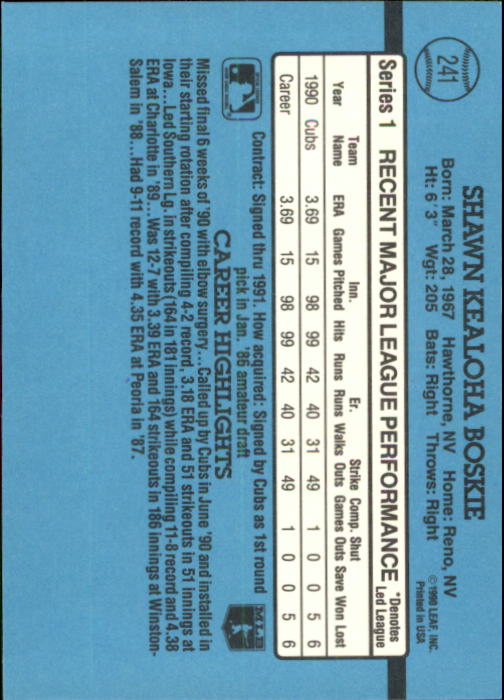 241
SHAWN KEALOHA BOSKIE
Born: March 28, 1967 Hawthorne, NV Home: Reno, NV
Ht: 6'3" Wgt: 205 Bats: Right Throws: Right
©1990 LEAF, INC.
Printed in USA
Series 1 RECENT MAJOR LEAGUE PERFORMANCE *Denotes Led League
Team Inn. Er. Strike Comp. Shut
Year Name ERA Games Pitched Hits Runs Runs Walks Outs Games Outs Save Won Lost
1990 Cubs 3.69 15 98 99 42 40 31 49 1 0 0 5 6
Career 3.69 15 98 99 42 40 31 49 1 0 0 5 6
Contract: Signed thru 1991. How acquired: Signed by Cubs as 1st round
pick in Jan. '86 amateur draft
MLB
CAREER HIGHLIGHTS
Missed final 6 weeks of '90 with elbow surgery...Called up by Cubs in June '90 and installed in
their starting rotation after compiling 4-2 record, 3.18 ERA and 51 strikeouts in 51 innings at
Iowa...Led Southern Lg. in strikeouts (164 in 181 innings) while compiling 11-8 record and 4.38
ERA at Charlotte in '89...Was 12-7 with 3.39 ERA and 164 strikeouts in 186 innings at Winston-
Salem in '88...Had 9-11 record with 4.35 ERA at Peoria in '87.